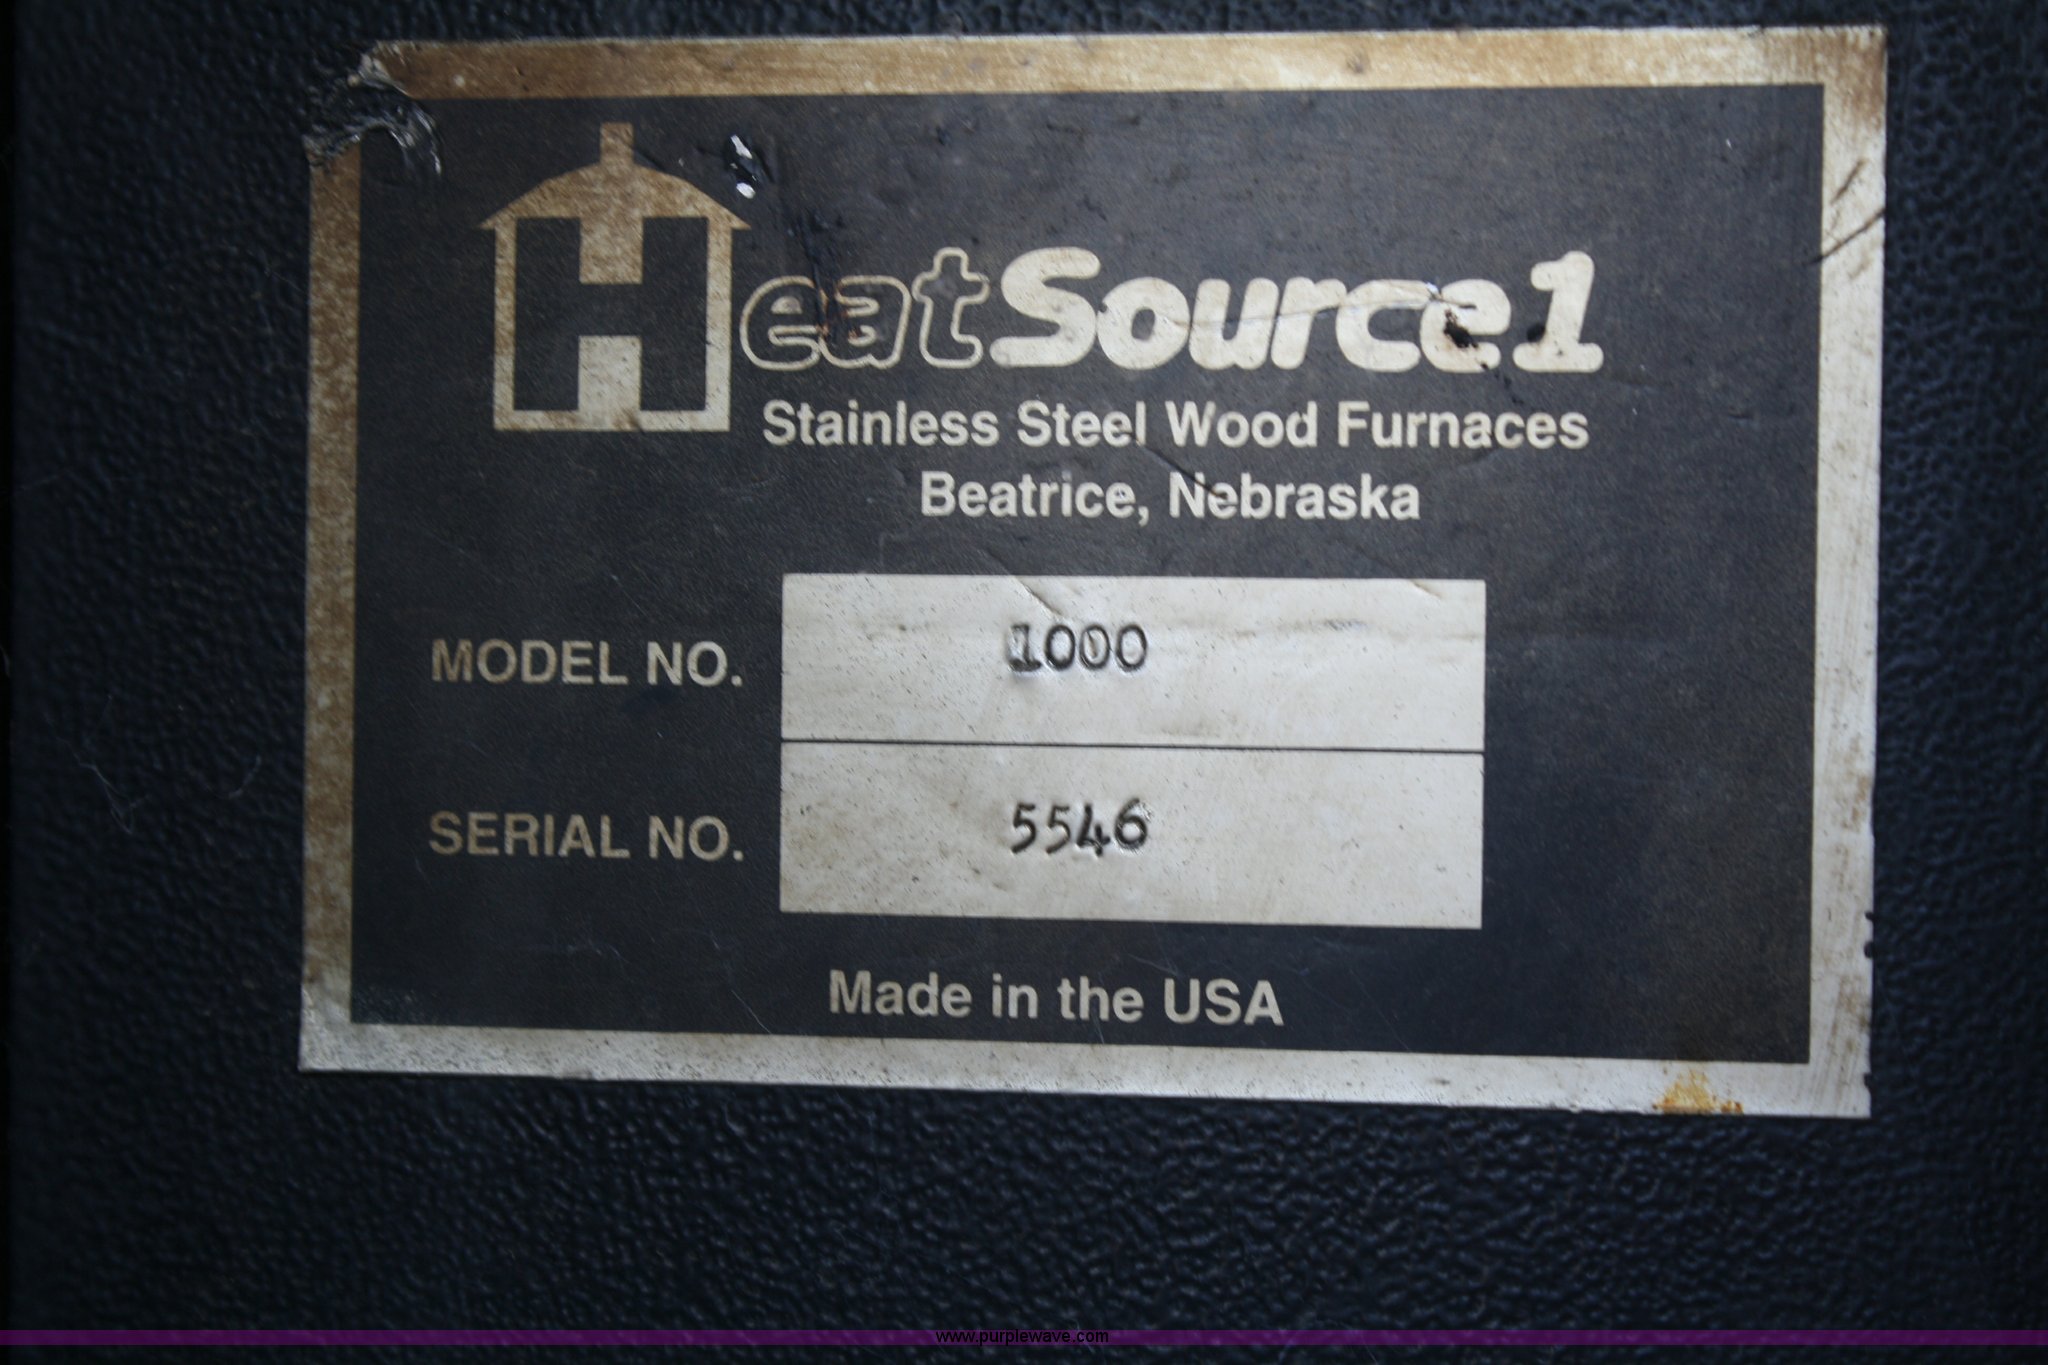 HeatSource1
Stainless Steel Wood Furnaces
Beatrice, Nebraska
MODEL NO. 1000
SERIAL NO. 5546
Made in the USA
www.purplewave.com